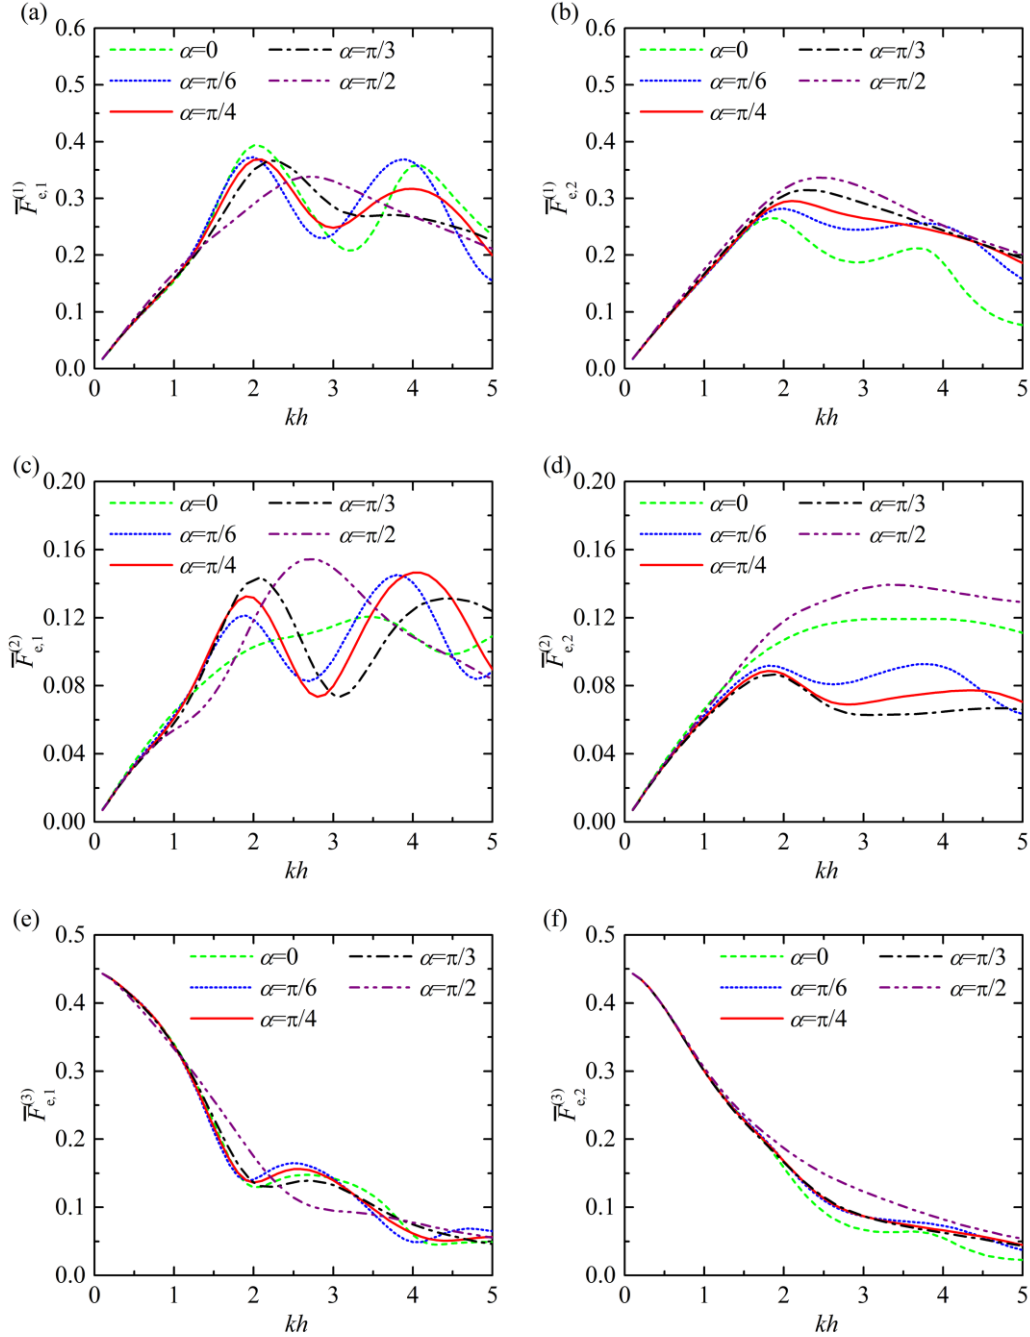 (a)
0.6
0.5
0.4
0.3
0.2
0.1
0.0
F̅e,1(1)
α=0
α=π/3
α=π/6
α=π/2
α=π/4
0 1 2 3 4 5
kh
(b)
0.6
0.5
0.4
0.3
0.2
0.1
0.0
F̅e,2(1)
α=0
α=π/3
α=π/6
α=π/2
α=π/4
0 1 2 3 4 5
kh
(c)
0.20
0.16
0.12
0.08
0.04
0.00
F̅e,1(2)
α=0
α=π/3
α=π/6
α=π/2
α=π/4
0 1 2 3 4 5
kh
(d)
0.20
0.16
0.12
0.08
0.04
0.00
F̅e,2(2)
α=0
α=π/3
α=π/6
α=π/2
α=π/4
0 1 2 3 4 5
kh
(e)
0.5
0.4
0.3
0.2
0.1
0.0
F̅e,1(3)
α=0
α=π/3
α=π/6
α=π/2
α=π/4
0 1 2 3 4 5
kh
(f)
0.5
0.4
0.3
0.2
0.1
0.0
F̅e,2(3)
α=0
α=π/3
α=π/6
α=π/2
α=π/4
0 1 2 3 4 5
kh